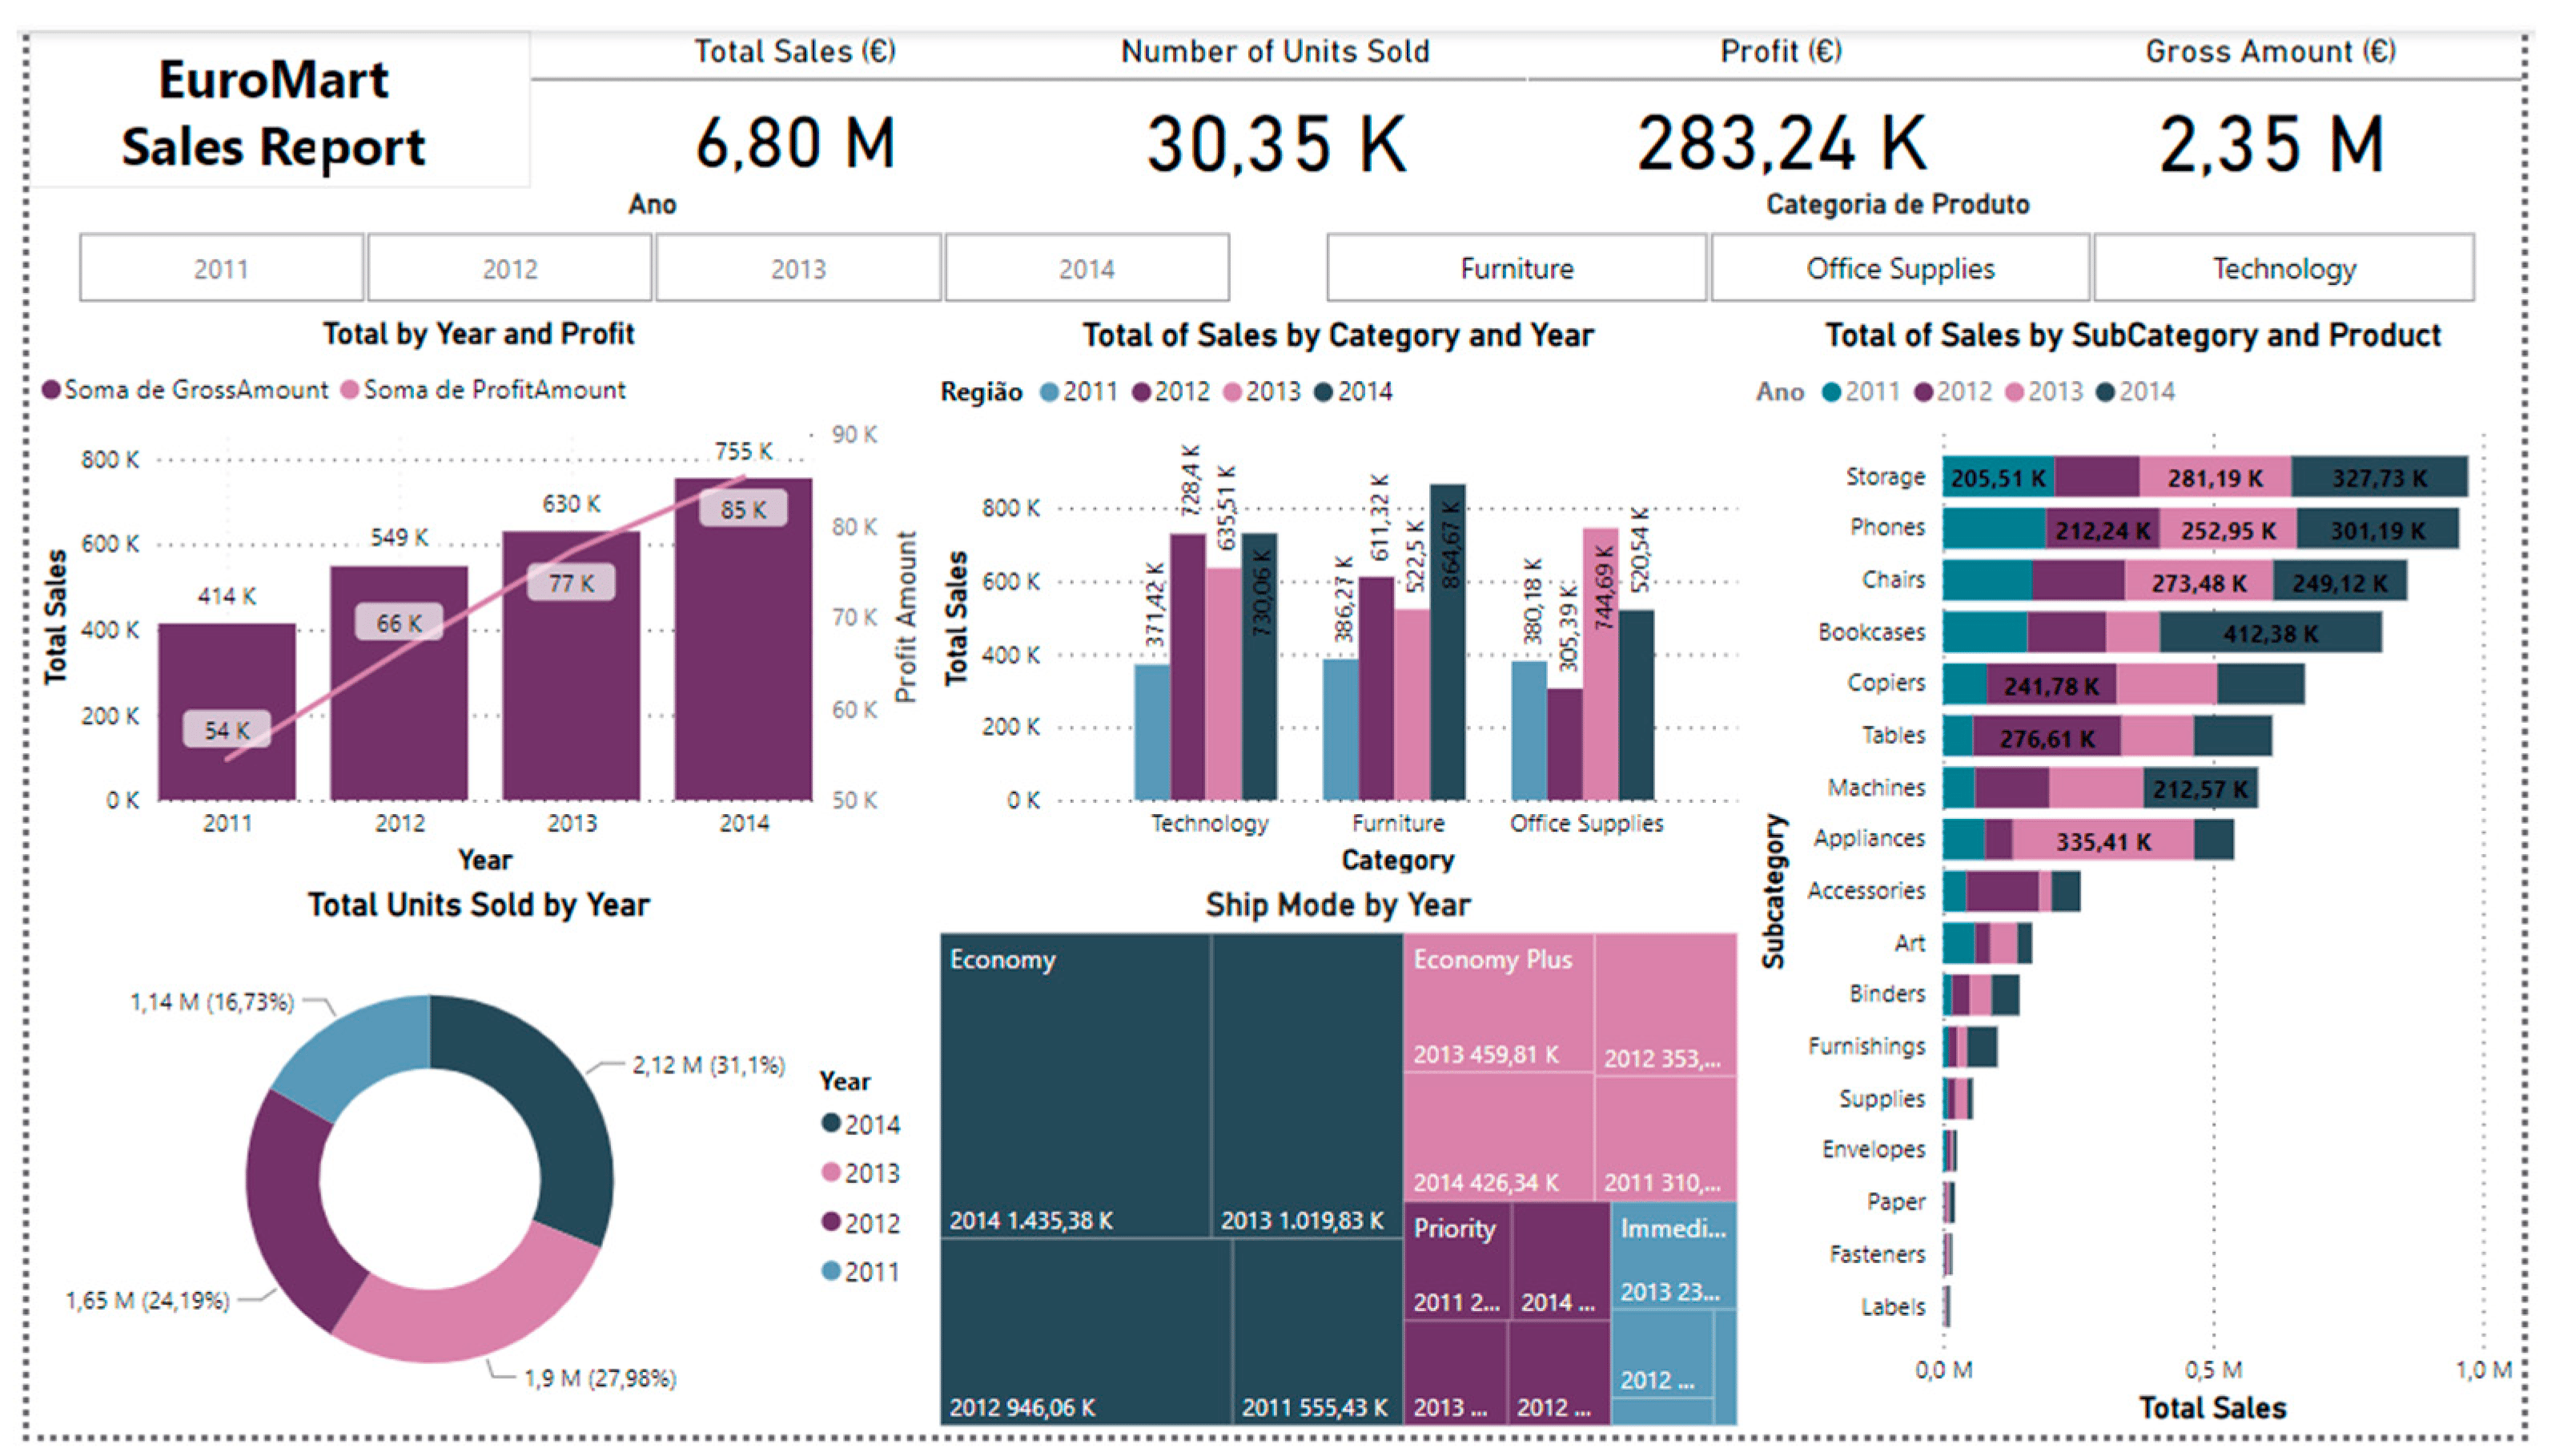 EuroMart
Sales Report
Total Sales (€)
Number of Units Sold
Profit (€)
Gross Amount (€)
6,80 M
30,35 K
283,24 K
2,35 M
Ano
2011
2012
2013
2014
Categoria de Produto
Furniture
Office Supplies
Technology
Total by Year and Profit
Soma de GrossAmount
Soma de ProfitAmount
Total Sales
800 K
600 K
400 K
200 K
0 K
414 K
549 K
630 K
755 K
54 K
66 K
77 K
85 K
90 K
80 K
70 K
60 K
50 K
Profit Amount
2011
2012
2013
2014
Year
Total of Sales by Category and Year
Região
2011
2012
2013
2014
Total Sales
800 K
600 K
400 K
200 K
0 K
371,42 K
728,4 K
635,51 K
730,06 K
386,27 K
611,32 K
522,5 K
864,67 K
380,18 K
305,39 K
744,69 K
520,54 K
Technology
Furniture
Office Supplies
Category
Total of Sales by SubCategory and Product
Ano
2011
2012
2013
2014
Subcategory
Storage
205,51 K
281,19 K
327,73 K
Phones
212,24 K
252,95 K
301,19 K
Chairs
273,48 K
249,12 K
Bookcases
412,38 K
Copiers
241,78 K
Tables
276,61 K
Machines
212,57 K
Appliances
335,41 K
Accessories
Art
Binders
Furnishings
Supplies
Envelopes
Paper
Fasteners
Labels
0,0 M
0,5 M
1,0 M
Total Sales
Total Units Sold by Year
1,14 M (16,73%)
2,12 M (31,1%)
1,65 M (24,19%)
1,9 M (27,98%)
Year
2014
2013
2012
2011
Ship Mode by Year
Economy
2014 1.435,38 K
2013 1.019,83 K
2012 946,06 K
2011 555,43 K
Economy Plus
2013 459,81 K
2012 353,...
2014 426,34 K
2011 310,...
Priority
2011 2...
2014 ...
2013 ...
2012 ...
Immedi...
2013 23...
2012 ...